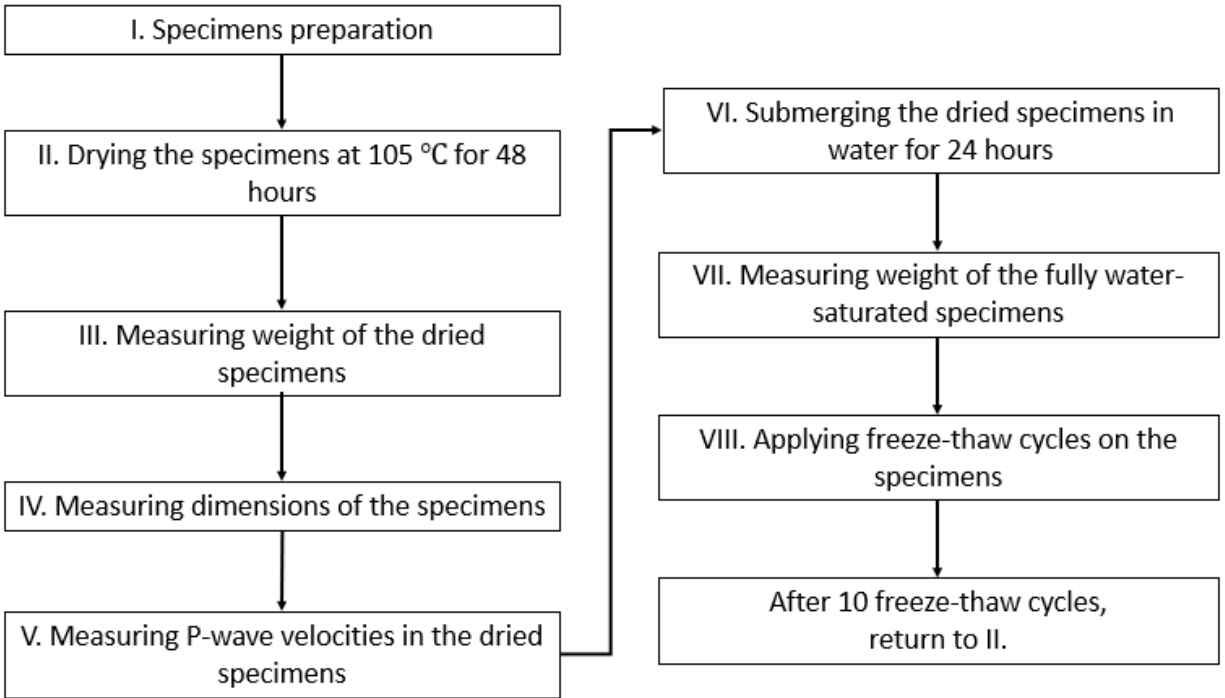 I. Specimens preparation
II. Drying the specimens at 105 °C for 48
hours
III. Measuring weight of the dried
specimens
IV. Measuring dimensions of the specimens
V. Measuring P-wave velocities in the dried
specimens
VI. Submerging the dried specimens in
water for 24 hours
VII. Measuring weight of the fully water-
saturated specimens
VIII. Applying freeze-thaw cycles on the
specimens
After 10 freeze-thaw cycles,
return to II.